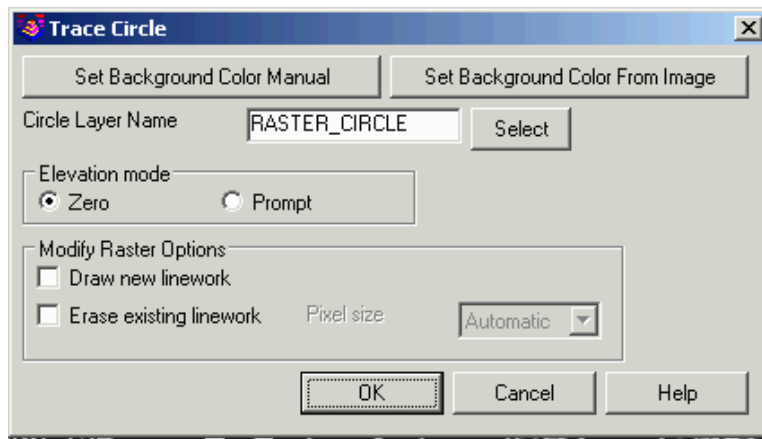 Trace Circle
Set Background Color Manual Set Background Color From Image
Circle Layer Name RASTER_CIRCLE Select
Elevation mode
Zero Prompt
Modify Raster Options
Draw new linework
Erase existing linework Pixel size Automatic
OK Cancel Help